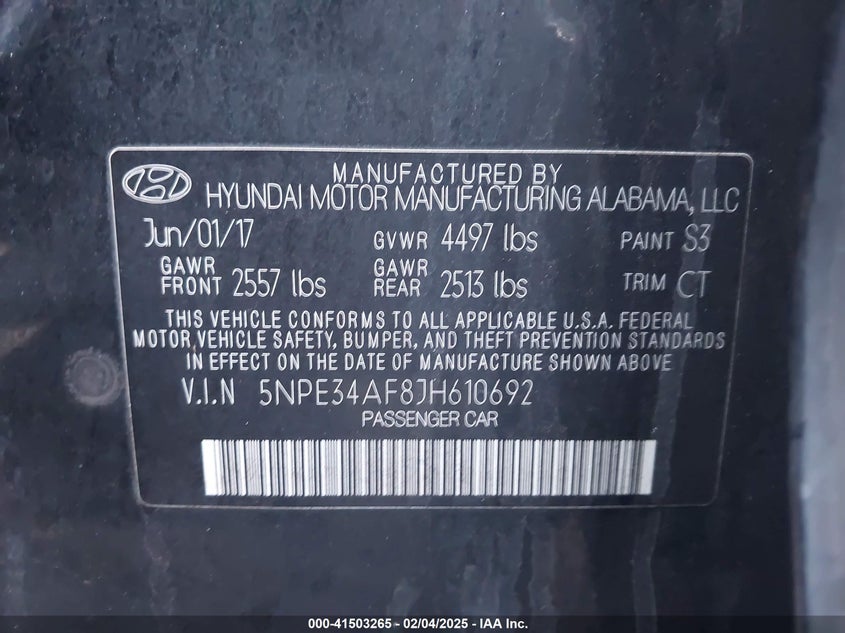 MANUFACTURED BY
HYUNDAI MOTOR MANUFACTURING ALABAMA, LLC
Jun/01/17 GVWR 4497 lbs PAINT S3
GAWR FRONT 2557 lbs GAWR REAR 2513 lbs TRIM CT
THIS VEHICLE CONFORMS TO ALL APPLICABLE U.S.A. FEDERAL
MOTOR VEHICLE SAFETY, BUMPER, AND THEFT PREVENTION STANDARDS
IN EFFECT ON THE DATE OF MANUFACTURE SHOWN ABOVE
V.I.N 5NPE34AF8JH610692
PASSENGER CAR
000-41503265 - 02/04/2025 - IAA Inc.